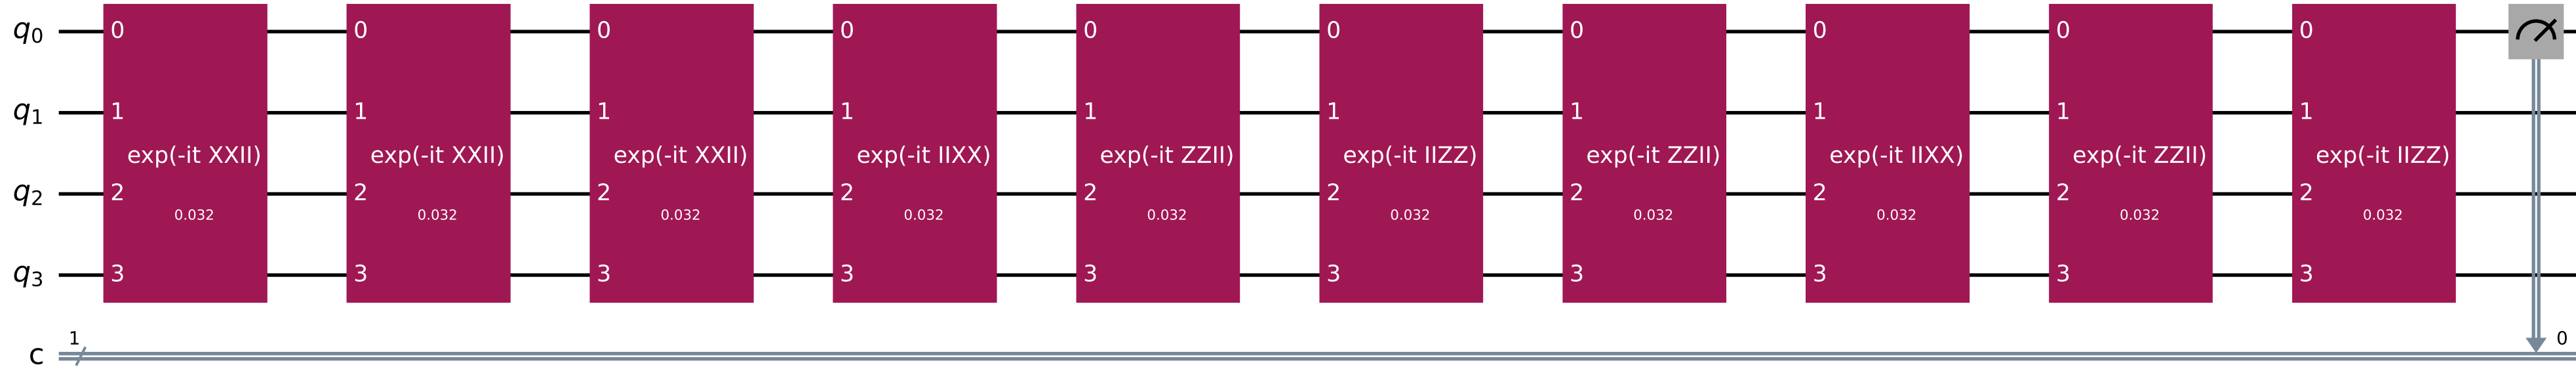 q0 0 0 0 0 0 0 0 0 0 0
q1 1 1 1 1 1 1 1 1 1 1
exp(-it XXII) exp(-it XXII) exp(-it XXII) exp(-it IIXX) exp(-it ZZII) exp(-it IIZZ) exp(-it ZZII) exp(-it IIXX) exp(-it ZZII) exp(-it IIZZ)
q2 2 2 2 2 2 2 2 2 2 2
0.032 0.032 0.032 0.032 0.032 0.032 0.032 0.032 0.032 0.032
q3 3 3 3 3 3 3 3 3 3 3
1 0
c